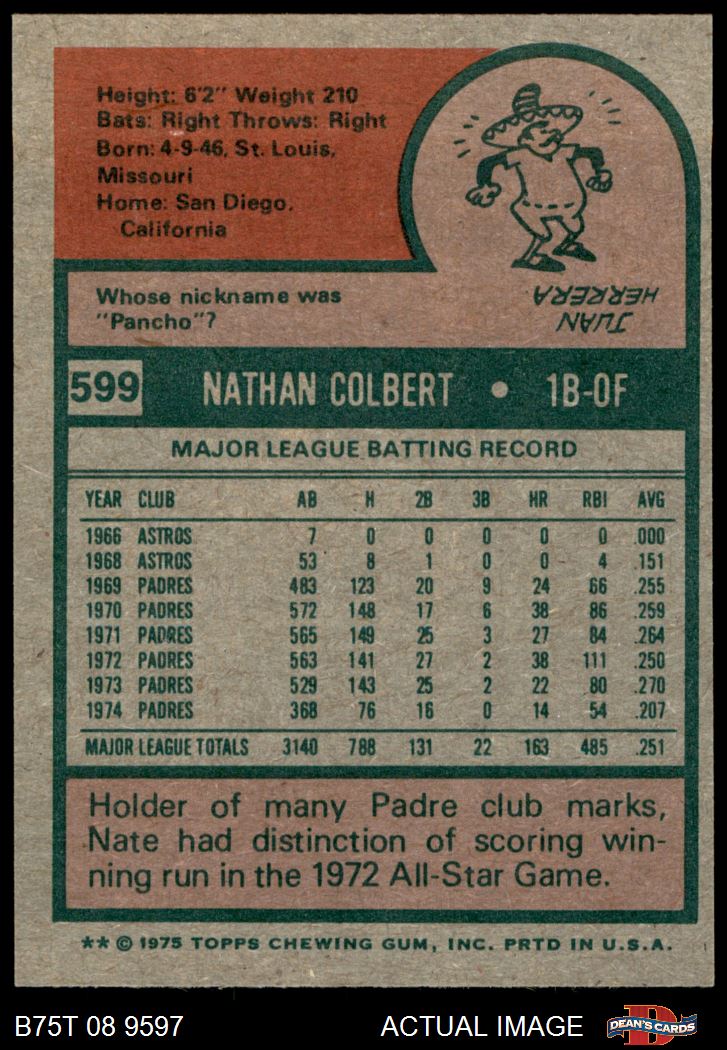 Height: 6'2" Weight 210
Bats: Right Throws: Right
Born: 4-9-46, St. Louis,
Missouri
Home: San Diego,
California
Whose nickname was
"Pancho"?
JUAN
HERRERA
599 NATHAN COLBERT • 1B-OF
MAJOR LEAGUE BATTING RECORD
YEAR CLUB AB H 2B 3B HR RBI AVG
1966 ASTROS 7 0 0 0 0 0 .000
1968 ASTROS 53 8 1 0 0 4 .151
1969 PADRES 483 123 20 9 24 66 .255
1970 PADRES 572 148 17 6 38 86 .259
1971 PADRES 565 149 25 3 27 84 .264
1972 PADRES 563 141 27 2 38 111 .250
1973 PADRES 529 143 25 2 22 80 .270
1974 PADRES 368 76 16 0 14 54 .207
MAJOR LEAGUE TOTALS 3140 788 131 22 163 485 .251
Holder of many Padre club marks,
Nate had distinction of scoring win-
ning run in the 1972 All-Star Game.
** © 1975 TOPPS CHEWING GUM, INC. PRTD IN U.S.A.
B75T 08 9597 ACTUAL IMAGE D DEAN'S CARDS